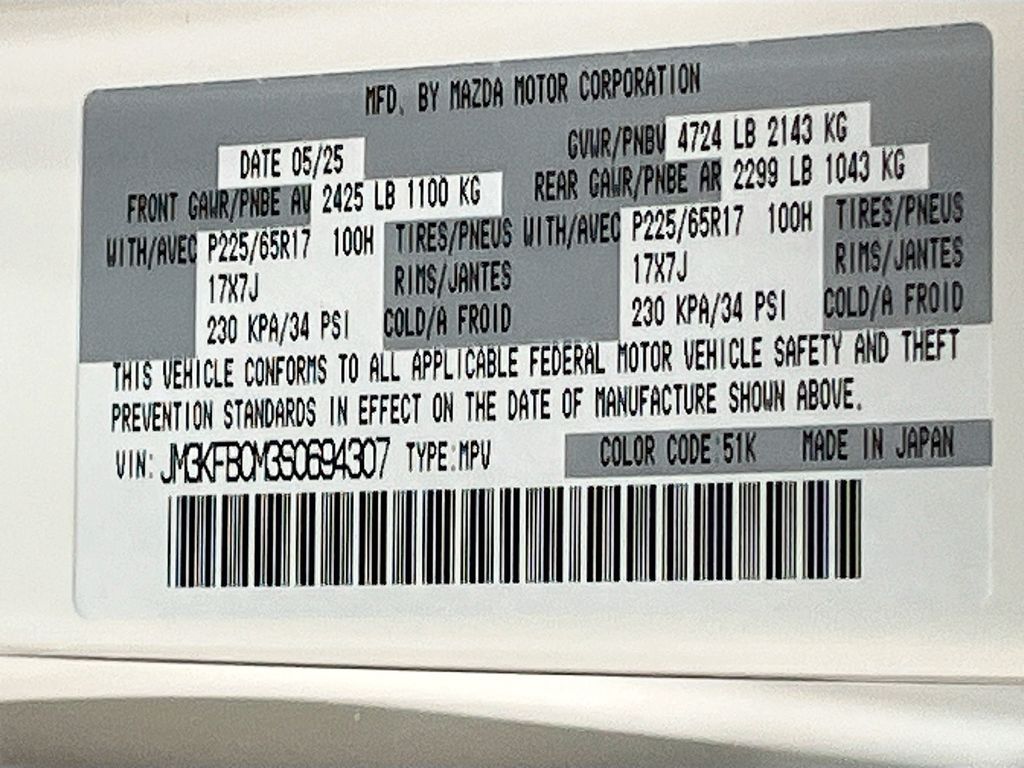 MFD. BY MAZDA MOTOR CORPORATION
DATE 05/25 GVWR/PNBV 4724 LB 2143 KG
FRONT GAWR/PNBE AV 2425 LB 1100 KG REAR GAWR/PNBE AR 2299 LB 1043 KG
WITH/AVEC P225/65R17 100H TIRES/PNEUS WITH/AVEC P225/65R17 100H TIRES/PNEUS
17X7J RIMS/JANTES 17X7J RIMS/JANTES
230 KPA/34 PSI COLD/A FROID 230 KPA/34 PSI COLD/A FROID
THIS VEHICLE CONFORMS TO ALL APPLICABLE FEDERAL MOTOR VEHICLE SAFETY AND THEFT
PREVENTION STANDARDS IN EFFECT ON THE DATE OF MANUFACTURE SHOWN ABOVE.
VIN: JM3KFBCM3S0694307 TYPE:MPV COLOR CODE:51K MADE IN JAPAN